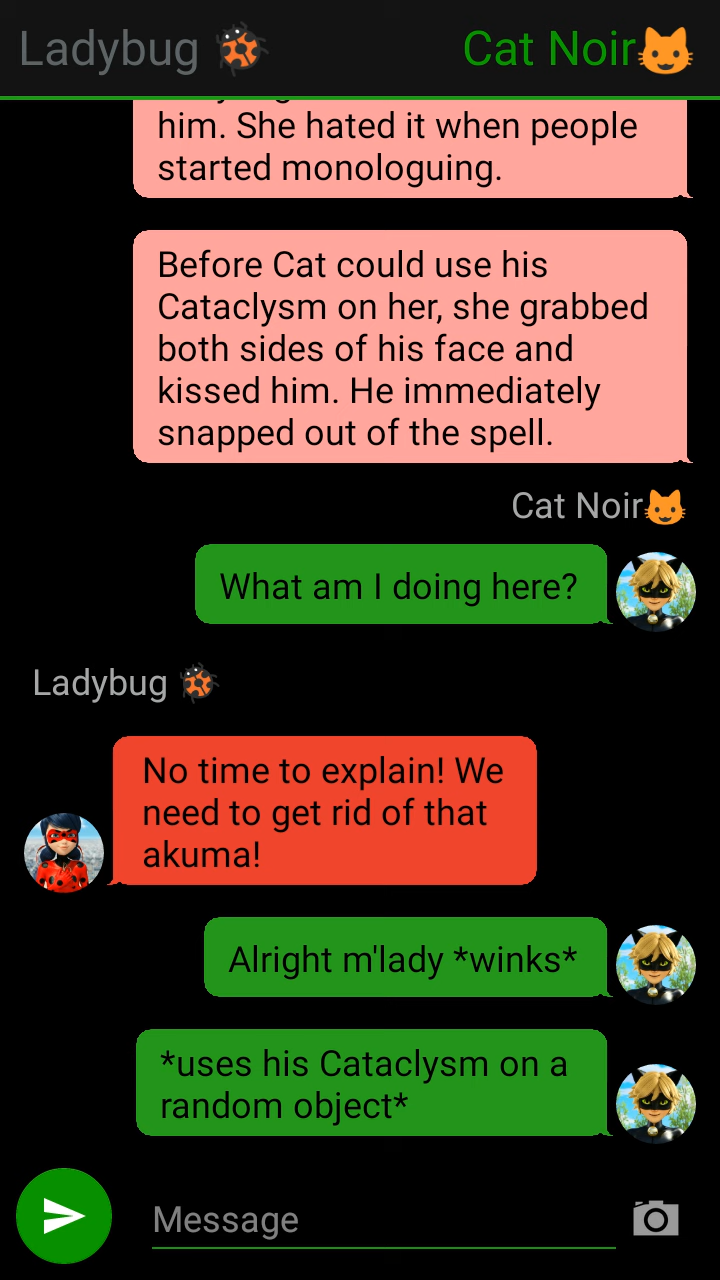 Ladybug 🐞 Cat Noir😺
him. She hated it when people
started monologuing.
Before Cat could use his
Cataclysm on her, she grabbed
both sides of his face and
kissed him. He immediately
snapped out of the spell.
Cat Noir😺
What am I doing here?
Ladybug 🐞
No time to explain! We
need to get rid of that
akuma!
Alright m'lady *winks*
*uses his Cataclysm on a
random object*
Message